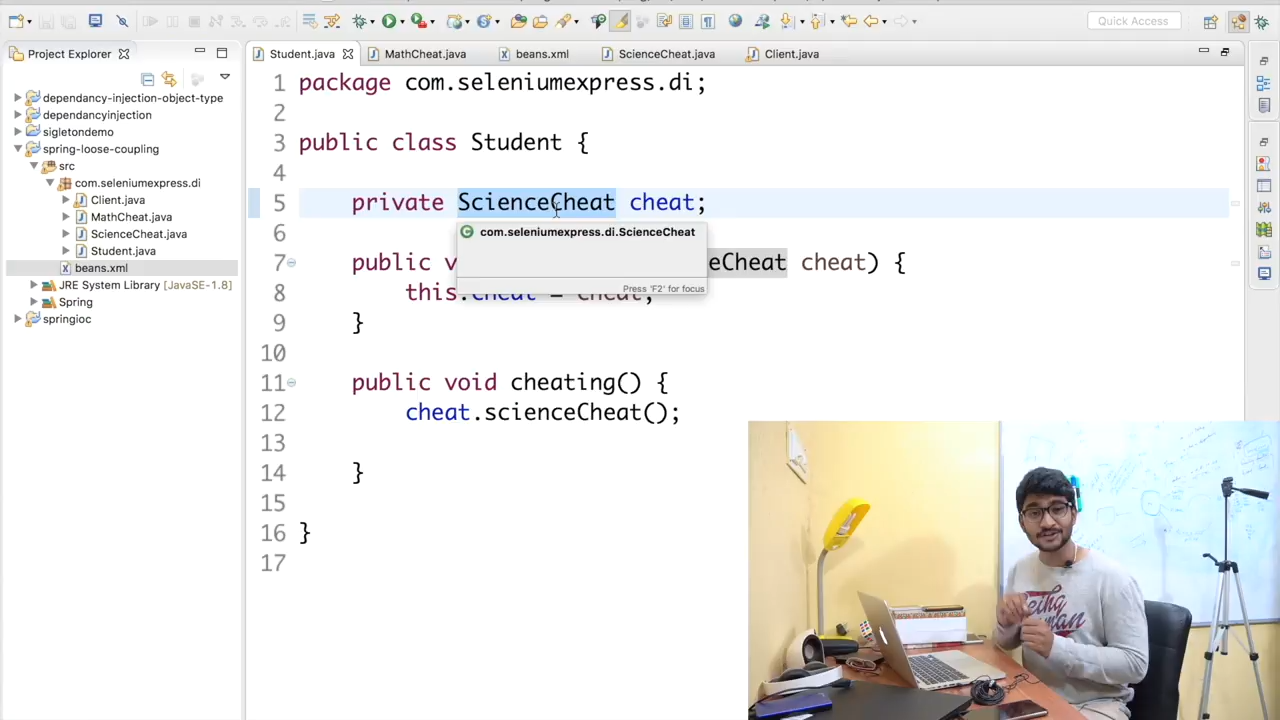 Quick Access
Project Explorer
Student.java
MathCheat.java
beans.xml
ScienceCheat.java
Client.java
dependancy-injection-object-type
dependancyinjection
sigletondemo
spring-loose-coupling
src
com.seleniumexpress.di
Client.java
MathCheat.java
ScienceCheat.java
Student.java
beans.xml
JRE System Library [JavaSE-1.8]
Spring
springioc
1 package com.seleniumexpress.di;
2
3 public class Student {
4
5 private ScienceCheat cheat;
com.seleniumexpress.di.ScienceCheat
Press 'F2' for focus
6
7 public v eCheat cheat) {
8 this.cheat = cheat;
9 }
10
11 public void cheating() {
12 cheat.scienceCheat();
13
14 }
15
16 }
17